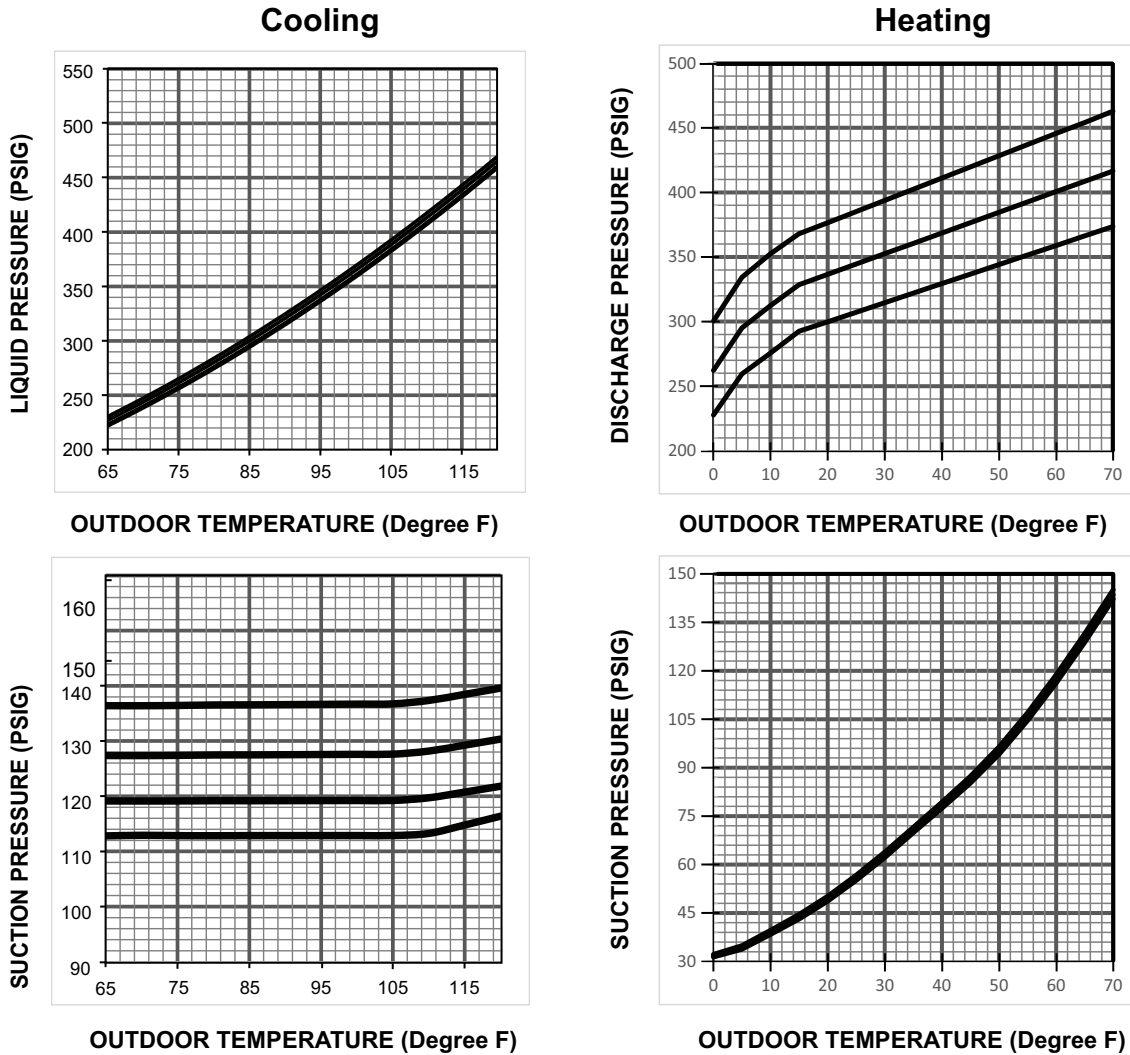 Cooling
Heating
LIQUID PRESSURE (PSIG)
550
500
450
400
350
300
250
200
65 75 85 95 105 115
OUTDOOR TEMPERATURE (Degree F)
DISCHARGE PRESSURE (PSIG)
500
450
400
350
300
250
200
0 10 20 30 40 50 60 70
OUTDOOR TEMPERATURE (Degree F)
SUCTION PRESSURE (PSIG)
160
150
140
130
120
110
100
90
65 75 85 95 105 115
OUTDOOR TEMPERATURE (Degree F)
SUCTION PRESSURE (PSIG)
150
135
120
105
90
75
60
45
30
0 10 20 30 40 50 60 70
OUTDOOR TEMPERATURE (Degree F)